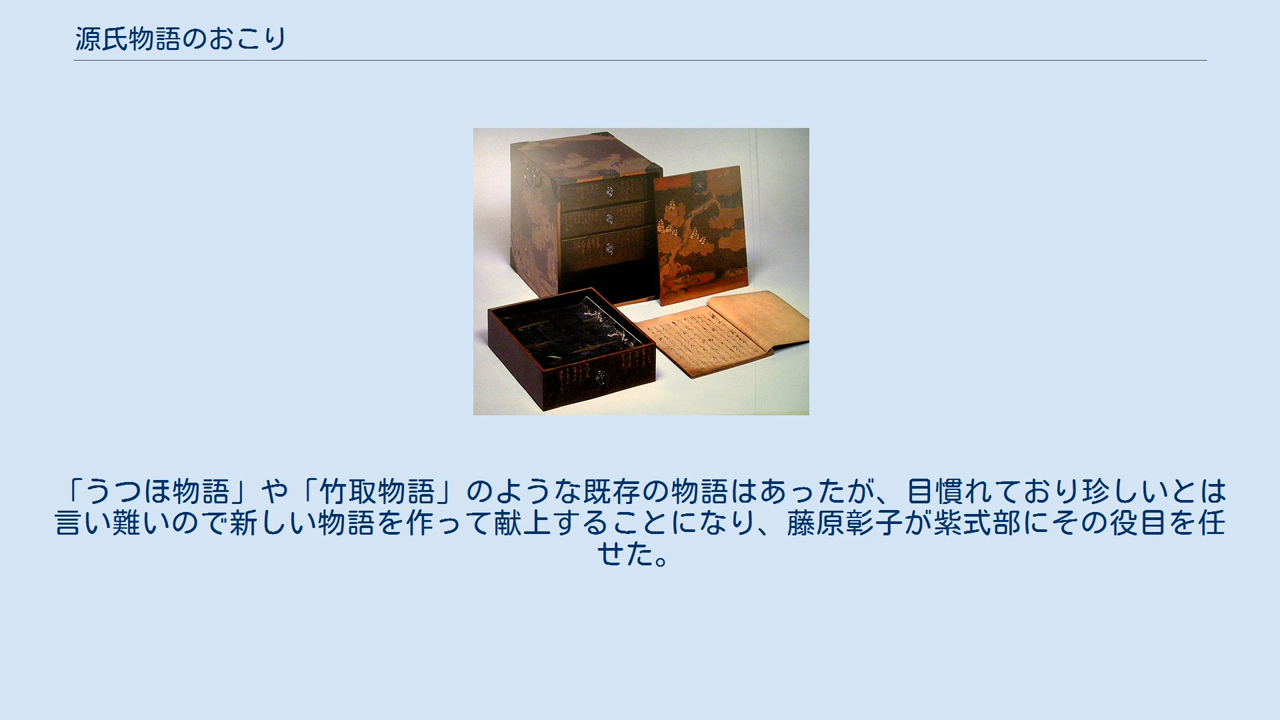 源氏物語のおこり
「うつほ物語」や「竹取物語」のような既存の物語はあったが、目慣れており珍しいとは
言い難いので新しい物語を作って献上することになり、藤原彰子が紫式部にその役目を任
せた。